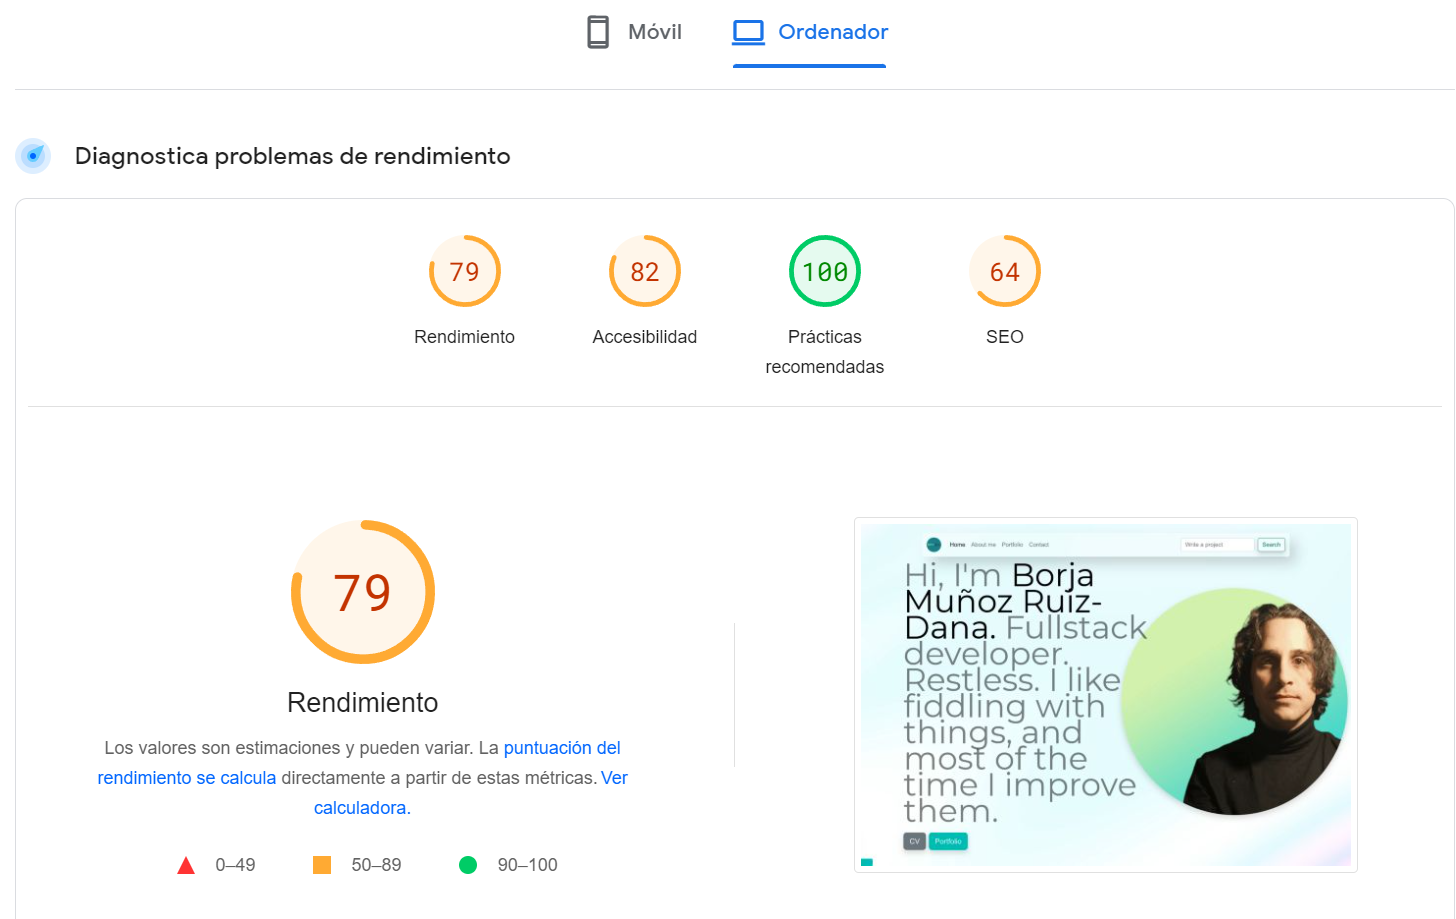 Móvil
Ordenador
Diagnostica problemas de rendimiento
79
82
100
64
Rendimiento
Accesibilidad
Prácticas
recomendadas
SEO
79
Rendimiento
Los valores son estimaciones y pueden variar. La puntuación del
rendimiento se calcula directamente a partir de estas métricas. Ver
calculadora.
0–49
50–89
90–100
Home About me Portfolio Contact
Write a project
Search
Hi, I'm Borja
Muñoz Ruiz-
Dana. Fullstack
developer.
Restless. I like
fiddling with
things, and
most of the
time I improve
them.
CV
Portfolio